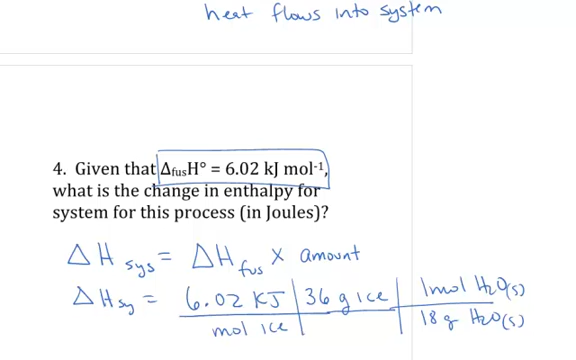 heat flows into system
4. Given that ΔfusH° = 6.02 kJ mol⁻¹,
what is the change in enthalpy for
system for this process (in Joules)?
ΔH sys = ΔH fus × amount
ΔH sy = 6.02 KJ | 36 g ice | 1 mol H₂O(s)
mol ice | | 18 g H₂O(s)